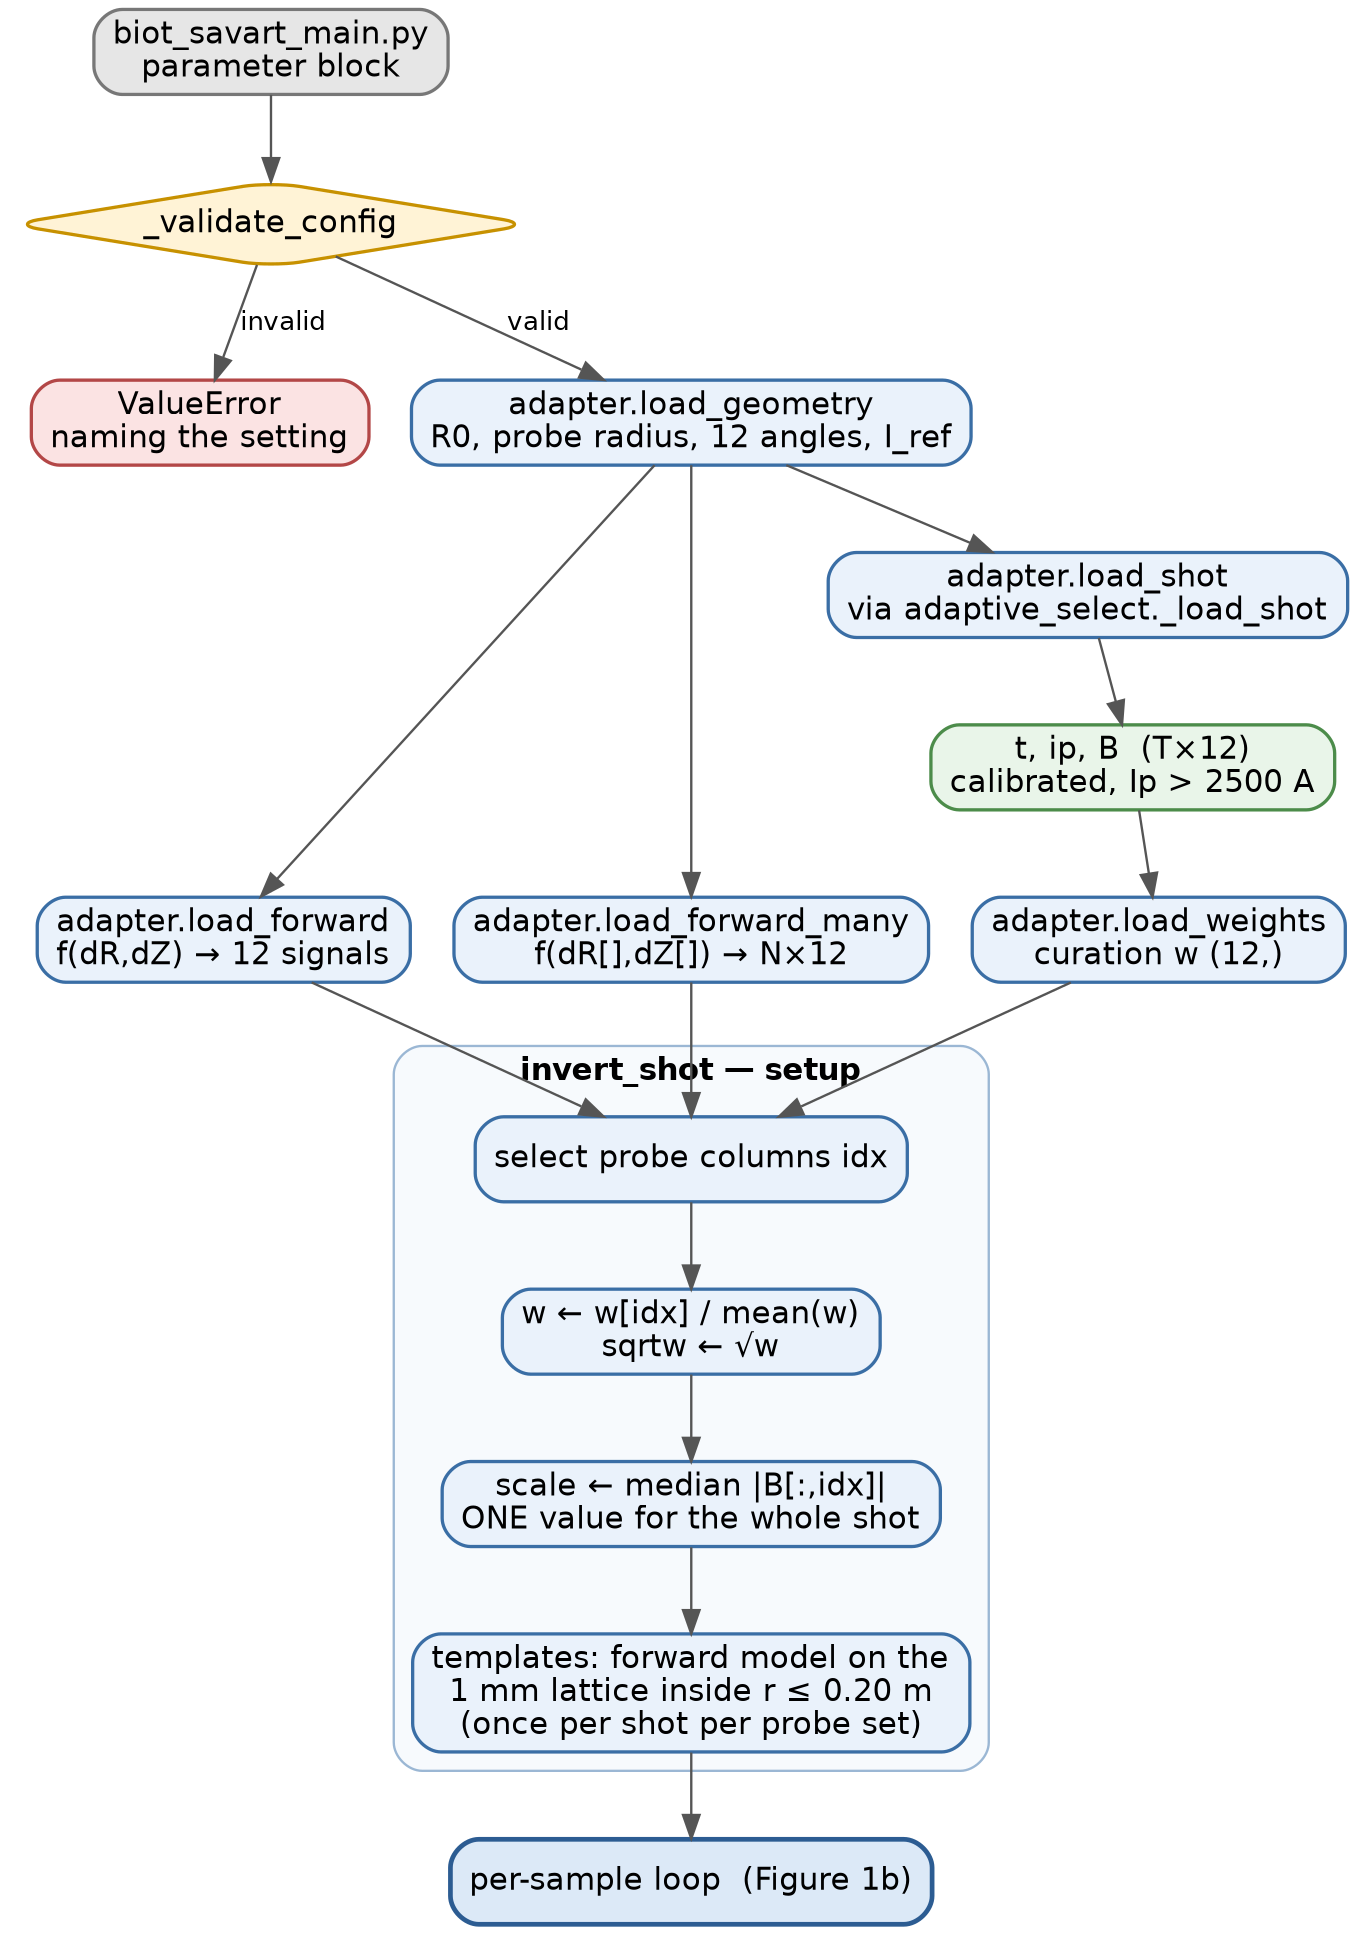 biot_savart_main.py
parameter block
_validate_config
invalid
valid
ValueError
naming the setting
adapter.load_geometry
R0, probe radius, 12 angles, I_ref
adapter.load_shot
via adaptive_select._load_shot
t, ip, B  (T×12)
calibrated, Ip > 2500 A
adapter.load_forward
f(dR,dZ) → 12 signals
adapter.load_forward_many
f(dR[],dZ[]) → N×12
adapter.load_weights
curation w (12,)
invert_shot — setup
select probe columns idx
w ← w[idx] / mean(w)
sqrtw ← √w
scale ← median |B[:,idx]|
ONE value for the whole shot
templates: forward model on the
1 mm lattice inside r ≤ 0.20 m
(once per shot per probe set)
per-sample loop  (Figure 1b)